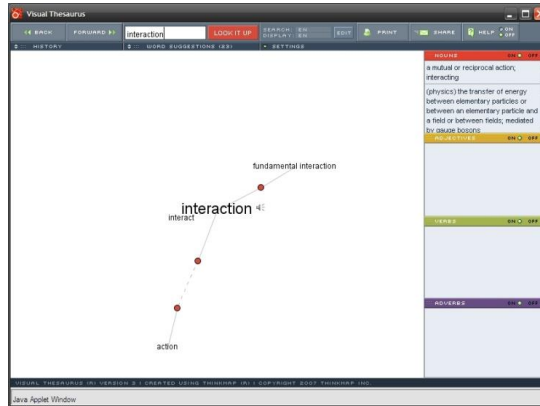 Visual Thesaurus
BACK
FORWARD
interaction
LOOK IT UP
SEARCH: EN
DISPLAY: EN
EDIT
PRINT
SHARE
HELP
ON
OFF
HISTORY
WORD SUGGESTIONS (23)
SETTINGS
NOUNS ON OFF
a mutual or reciprocal action;
interacting
(physics) the transfer of energy
between elementary particles or
between an elementary particle and
a field or between fields; mediated
by gauge bosons
ADJECTIVES ON OFF
VERBS ON OFF
ADVERBS ON OFF
fundamental interaction
interaction
interact
action
VISUAL THESAURUS (R) VERSION 3 | CREATED USING THINKMAP (R) | COPYRIGHT 2007 THINKMAP INC.
Java Applet Window